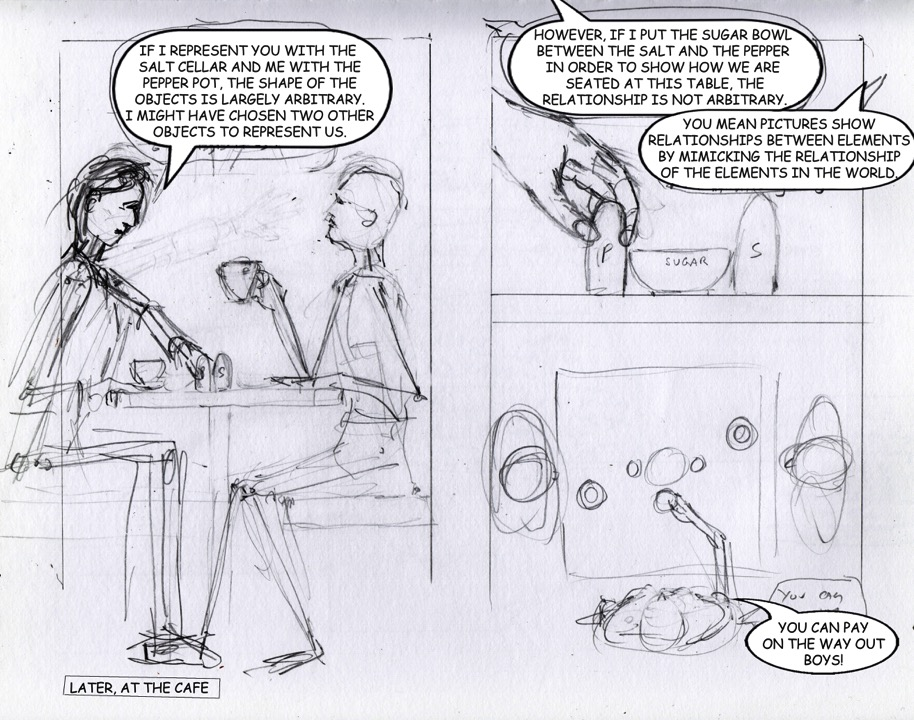 IF I REPRESENT YOU WITH THE
SALT CELLAR AND ME WITH THE
PEPPER POT, THE SHAPE OF THE
OBJECTS IS LARGELY ARBITRARY.
I MIGHT HAVE CHOSEN TWO OTHER
OBJECTS TO REPRESENT US.
S
LATER, AT THE CAFE
HOWEVER, IF I PUT THE SUGAR BOWL
BETWEEN THE SALT AND THE PEPPER
IN ORDER TO SHOW HOW WE ARE
SEATED AT THIS TABLE, THE
RELATIONSHIP IS NOT ARBITRARY.
YOU MEAN PICTURES SHOW
RELATIONSHIPS BETWEEN ELEMENTS
BY MIMICKING THE RELATIONSHIP
OF THE ELEMENTS IN THE WORLD.
P
SUGAR
S
YOU CAN
YOU CAN PAY
ON THE WAY OUT
BOYS!